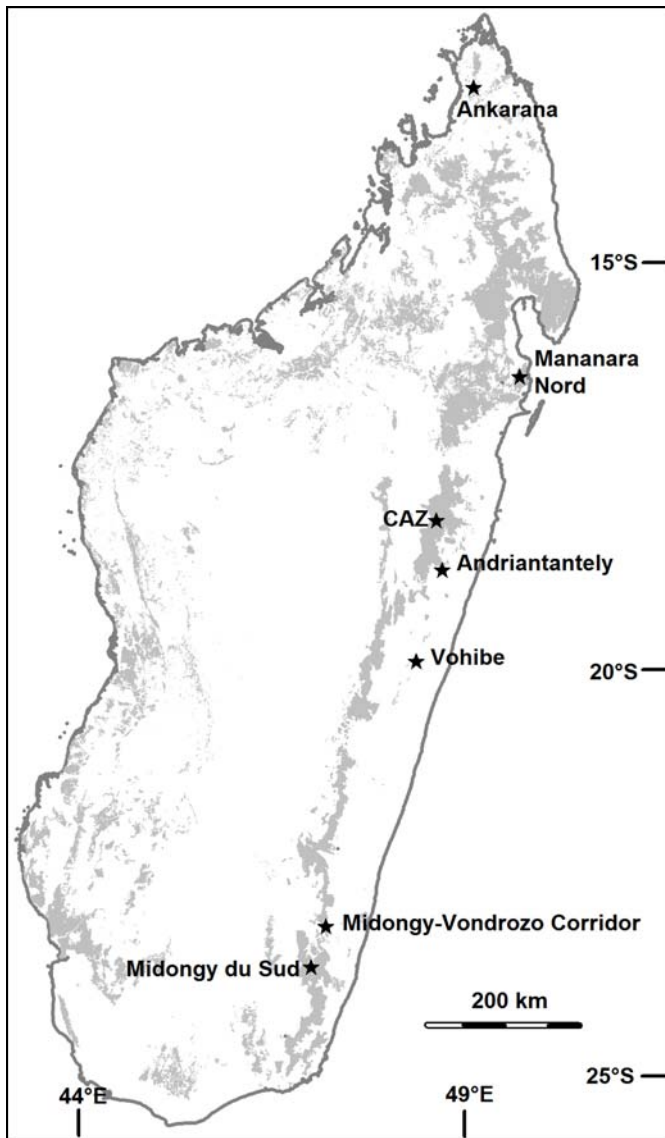 Ankarana
15°S
Mananara
Nord
CAZ
Andriantantely
Vohibe
20°S
Midongy-Vondrozo Corridor
Midongy du Sud
200 km
25°S
44°E
49°E